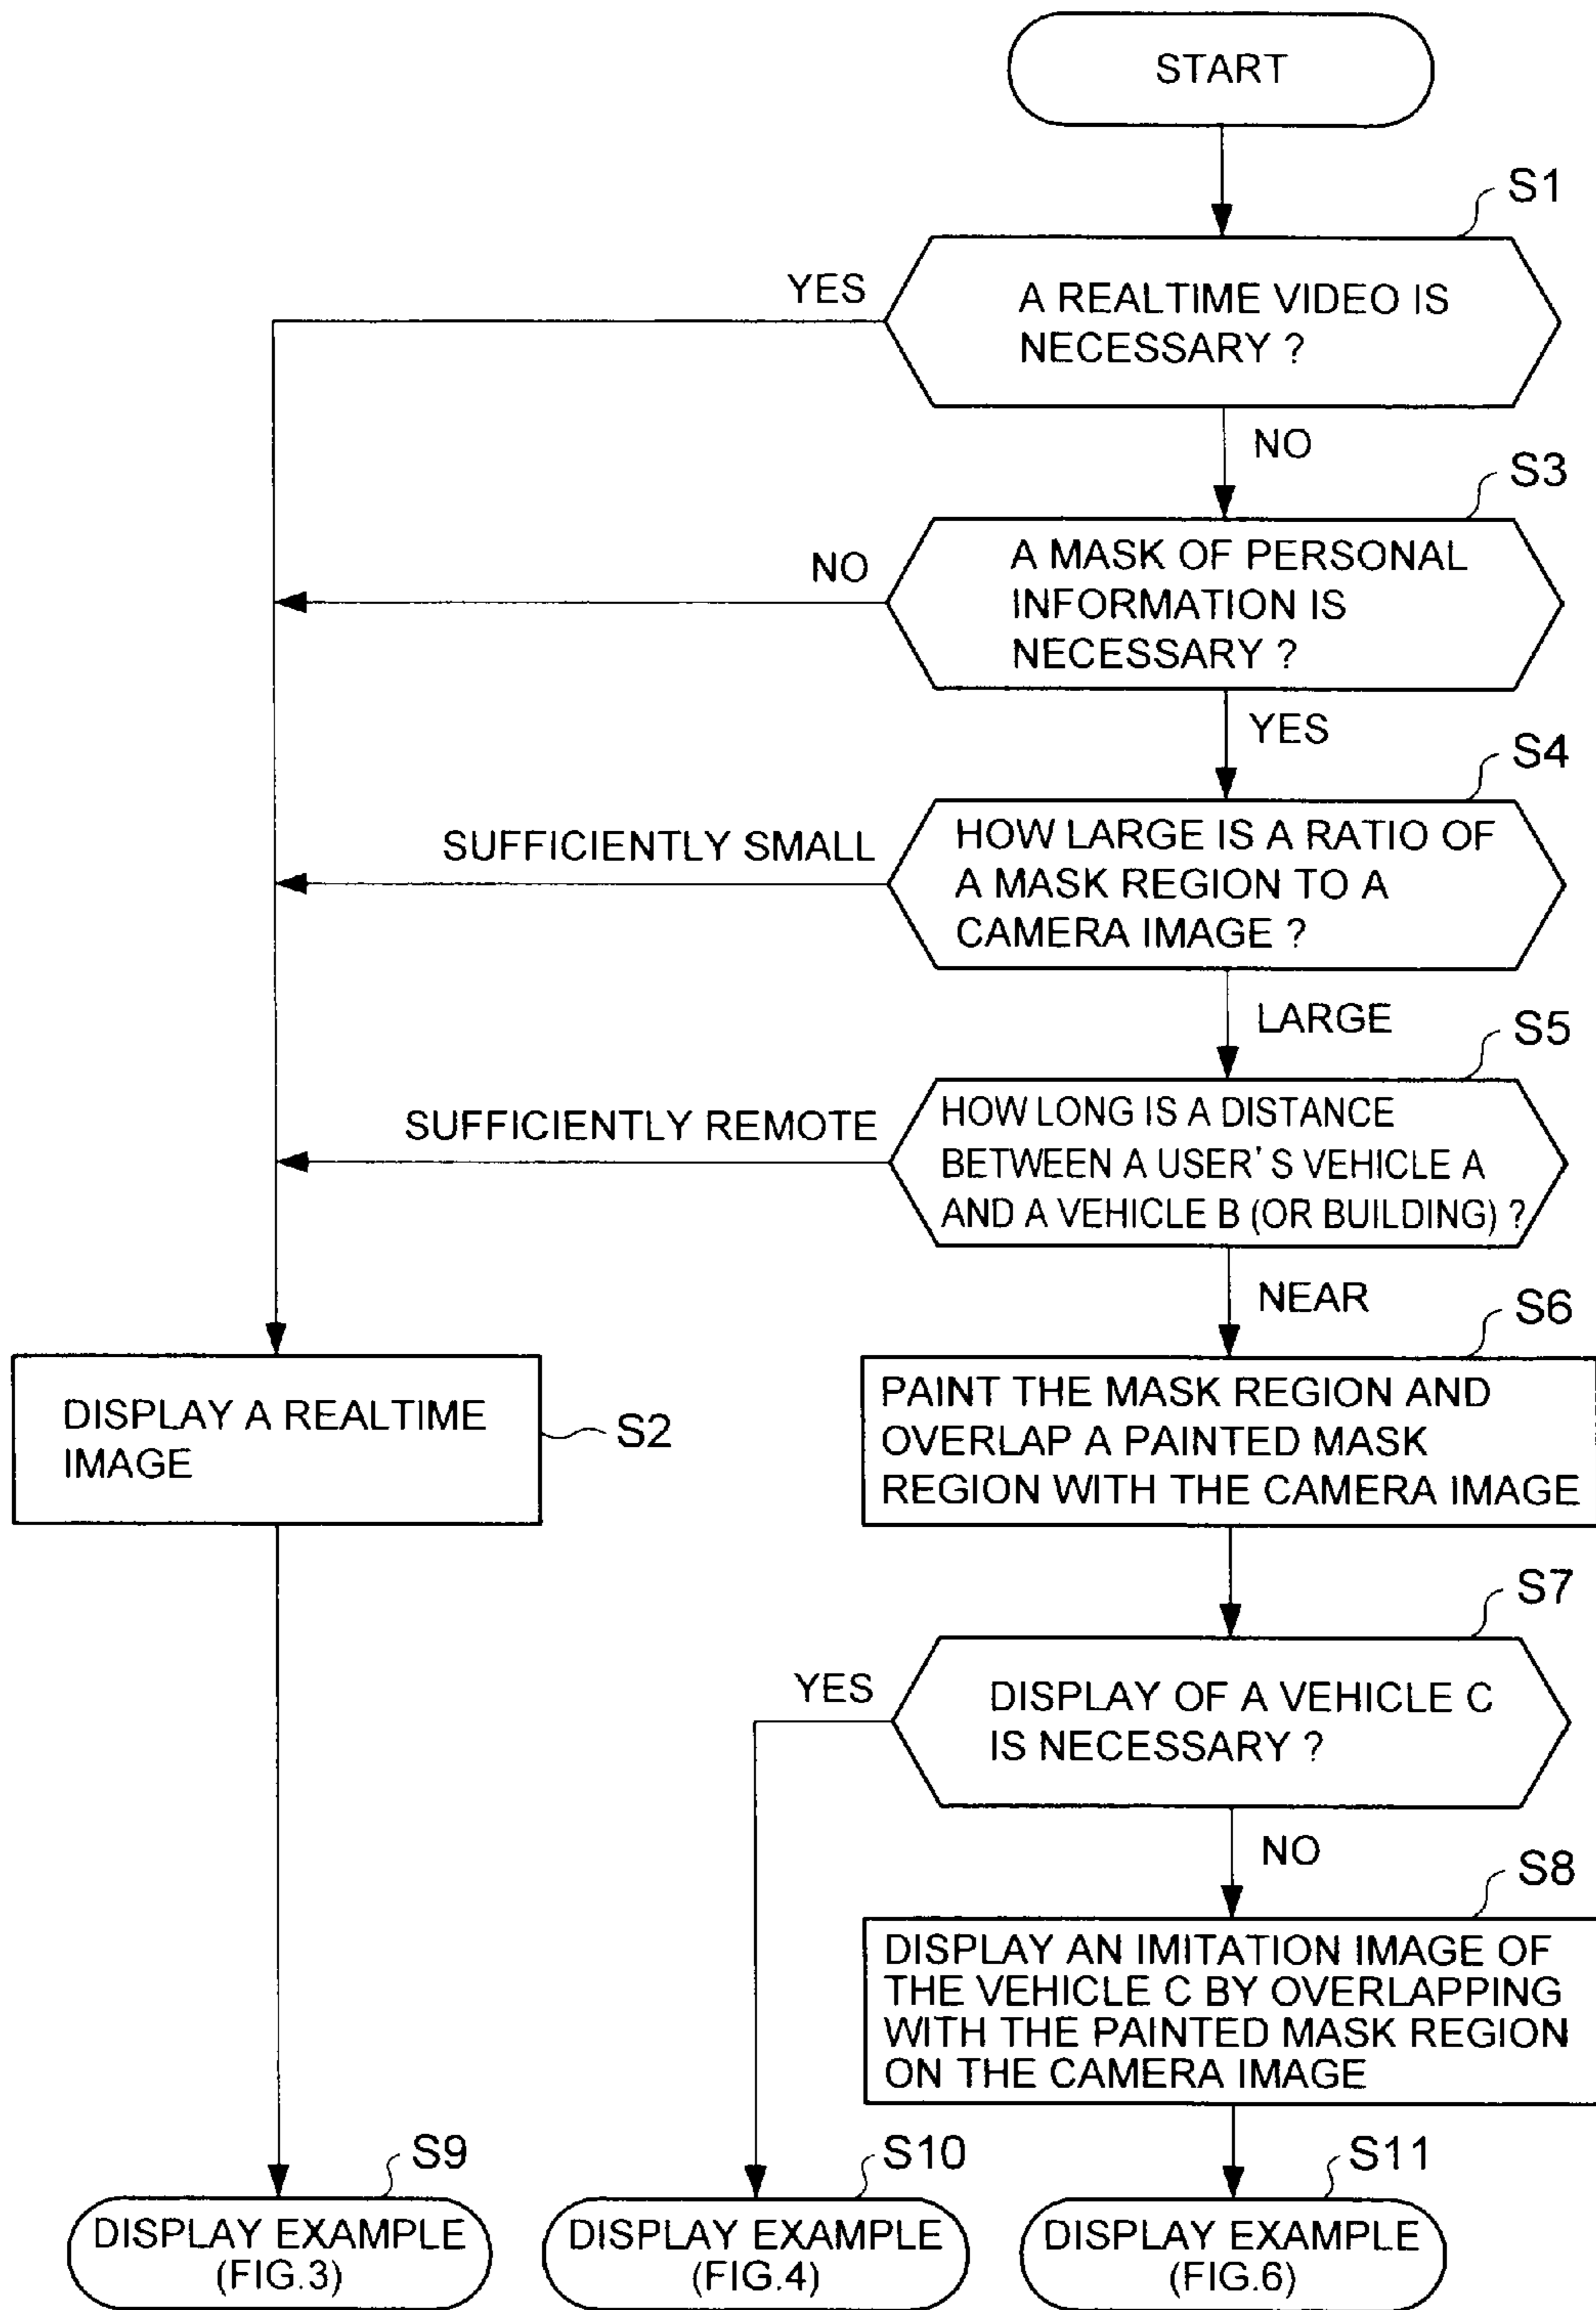 START
S1
YES
A REALTIME VIDEO IS
NECESSARY ?
NO
S3
NO
A MASK OF PERSONAL
INFORMATION IS
NECESSARY ?
YES
S4
SUFFICIENTLY SMALL
HOW LARGE IS A RATIO OF
A MASK REGION TO A
CAMERA IMAGE ?
LARGE
S5
SUFFICIENTLY REMOTE
HOW LONG IS A DISTANCE
BETWEEN A USER'S VEHICLE A
AND A VEHICLE B (OR BUILDING) ?
NEAR
S6
DISPLAY A REALTIME
IMAGE
S2
PAINT THE MASK REGION AND
OVERLAP A PAINTED MASK
REGION WITH THE CAMERA IMAGE
S7
YES
DISPLAY OF A VEHICLE C
IS NECESSARY ?
NO
S8
DISPLAY AN IMITATION IMAGE OF
THE VEHICLE C BY OVERLAPPING
WITH THE PAINTED MASK REGION
ON THE CAMERA IMAGE
S9
DISPLAY EXAMPLE
(FIG.3)
S10
DISPLAY EXAMPLE
(FIG.4)
S11
DISPLAY EXAMPLE
(FIG.6)